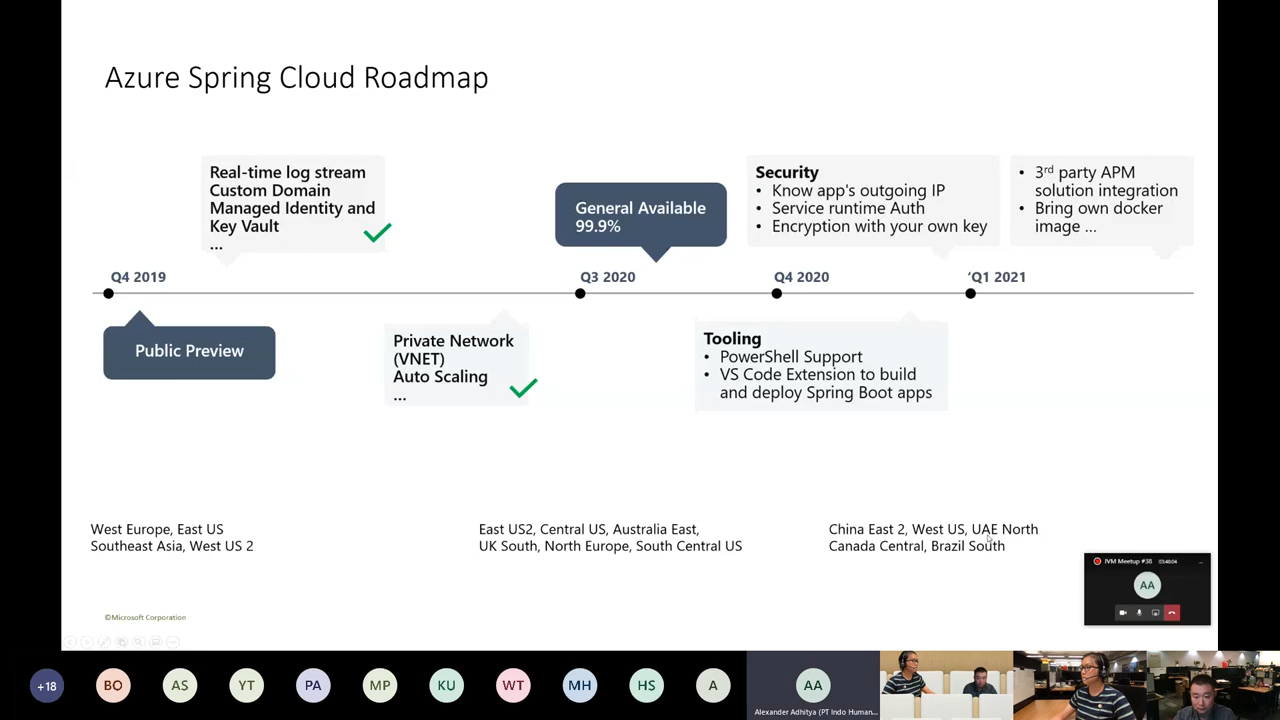 Azure Spring Cloud Roadmap
Real-time log stream
Custom Domain
Managed Identity and
Key Vault
...
General Available
99.9%
Security
• Know app's outgoing IP
• Service runtime Auth
• Encryption with your own key
• 3rd party APM
solution integration
• Bring own docker
image ...
Q4 2019
Q3 2020
Q4 2020
‘Q1 2021
Public Preview
Private Network
(VNET)
Auto Scaling
...
Tooling
• PowerShell Support
• VS Code Extension to build
and deploy Spring Boot apps
West Europe, East US
Southeast Asia, West US 2
East US2, Central US, Australia East,
UK South, North Europe, South Central US
China East 2, West US, UAE North
Canada Central, Brazil South
JVM Meetup #38 03:48:04
...
AA
©Microsoft Corporation
+18
BO
AS
YT
PA
MP
KU
WT
MH
HS
A
AA
Alexander Adhitya (PT Indo Human...